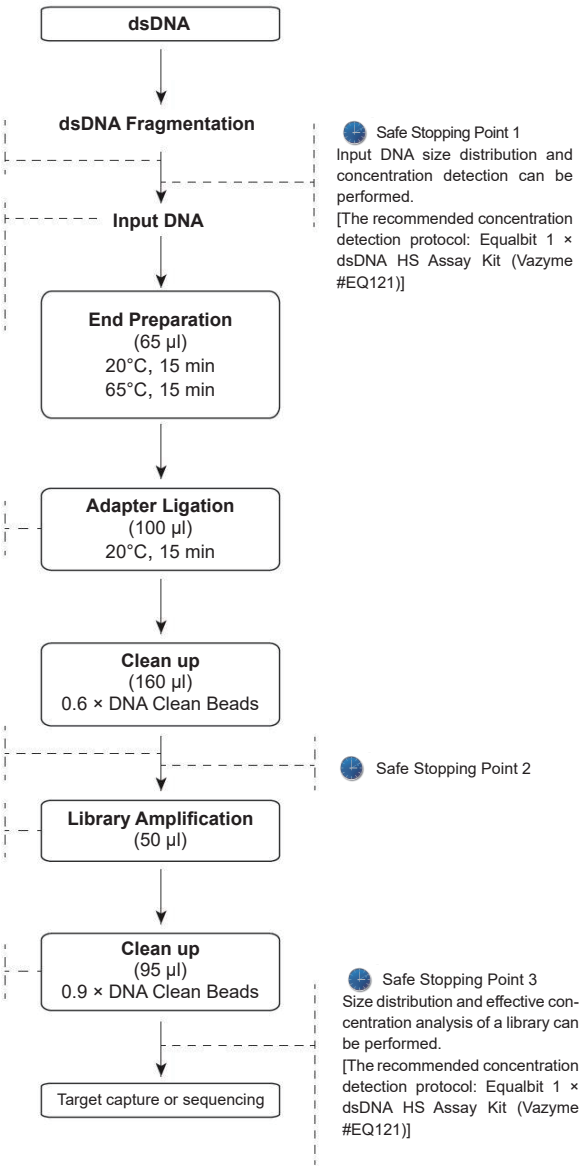 dsDNA
dsDNA Fragmentation
Safe Stopping Point 1
Input DNA size distribution and
concentration detection can be
performed.
[The recommended concentration
detection protocol: Equalbit 1 ×
dsDNA HS Assay Kit (Vazyme
#EQ121)]
Input DNA
End Preparation
(65 μl)
20°C, 15 min
65°C, 15 min
Adapter Ligation
(100 μl)
20°C, 15 min
Clean up
(160 μl)
0.6 × DNA Clean Beads
Safe Stopping Point 2
Library Amplification
(50 μl)
Clean up
(95 μl)
0.9 × DNA Clean Beads
Safe Stopping Point 3
Size distribution and effective con-
centration analysis of a library can
be performed.
[The recommended concentration
detection protocol: Equalbit 1 ×
dsDNA HS Assay Kit (Vazyme
#EQ121)]
Target capture or sequencing